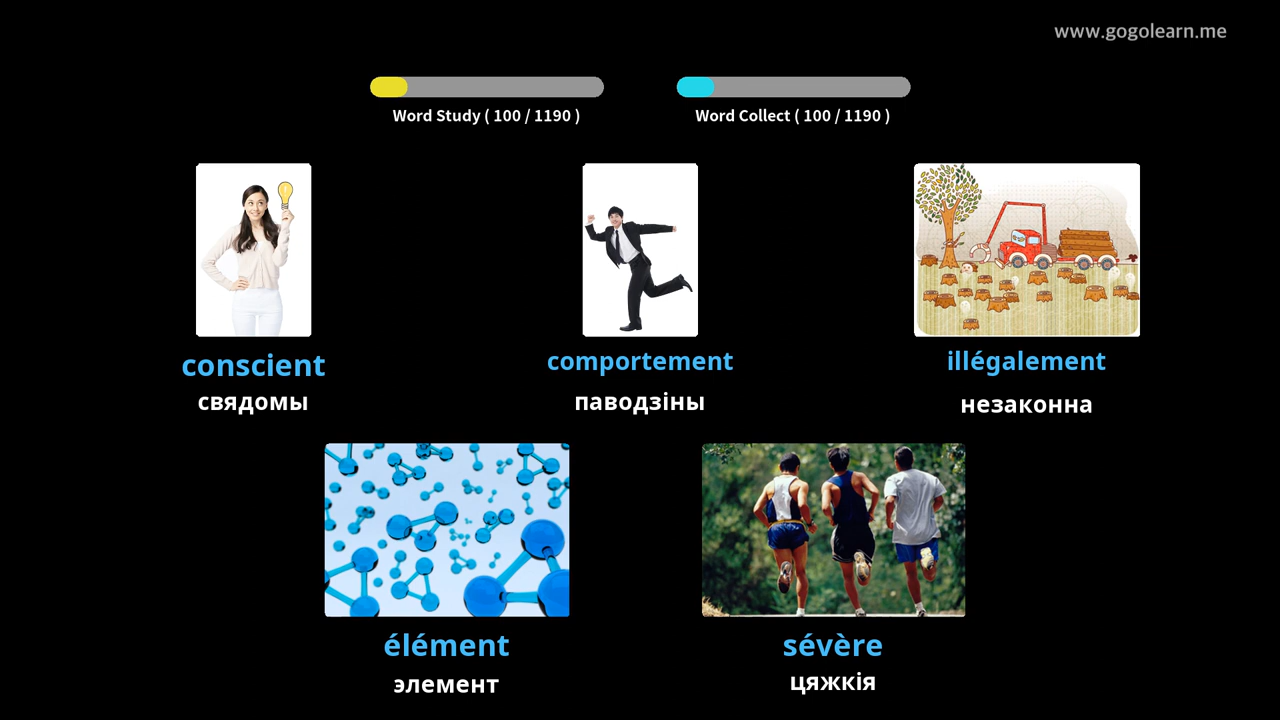 www.gogolearn.me
Word Study ( 100 / 1190 )
Word Collect ( 100 / 1190 )
conscient
свядомы
comportement
паводзіны
illégalement
незаконна
élément
элемент
sévère
цяжкія